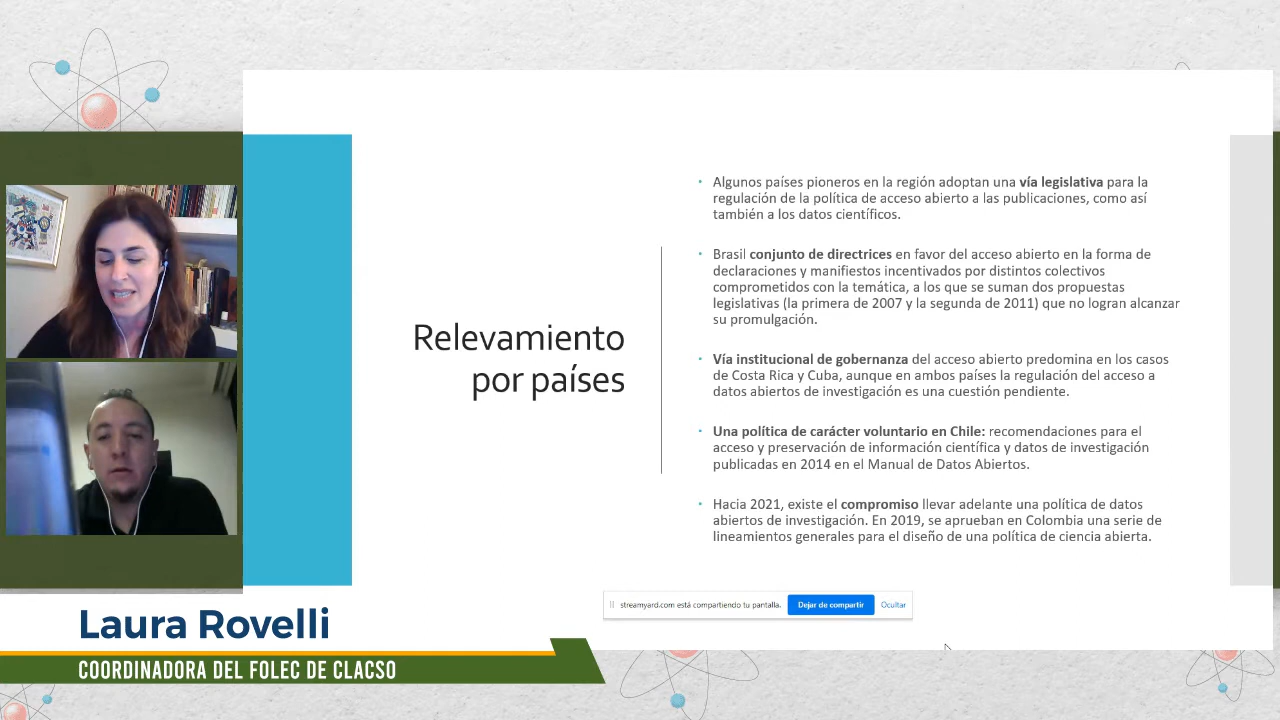 Relevamiento
por países
• Algunos países pioneros en la región adoptan una vía legislativa para la
regulación de la política de acceso abierto a las publicaciones, como así
también a los datos científicos.
• Brasil conjunto de directrices en favor del acceso abierto en la forma de
declaraciones y manifiestos incentivados por distintos colectivos
comprometidos con la temática, a los que se suman dos propuestas
legislativas (la primera de 2007 y la segunda de 2011) que no logran alcanzar
su promulgación.
• Vía institucional de gobernanza del acceso abierto predomina en los casos
de Costa Rica y Cuba, aunque en ambos países la regulación del acceso a
datos abiertos de investigación es una cuestión pendiente.
• Una política de carácter voluntario en Chile: recomendaciones para el
acceso y preservación de información científica y datos de investigación
publicadas en 2014 en el Manual de Datos Abiertos.
• Hacia 2021, existe el compromiso llevar adelante una política de datos
abiertos de investigación. En 2019, se aprueban en Colombia una serie de
lineamientos generales para el diseño de una política de ciencia abierta.
streamyard.com está compartiendo tu pantalla. Dejar de compartir Ocultar
Laura Rovelli
COORDINADORA DEL FOLEC DE CLACSO